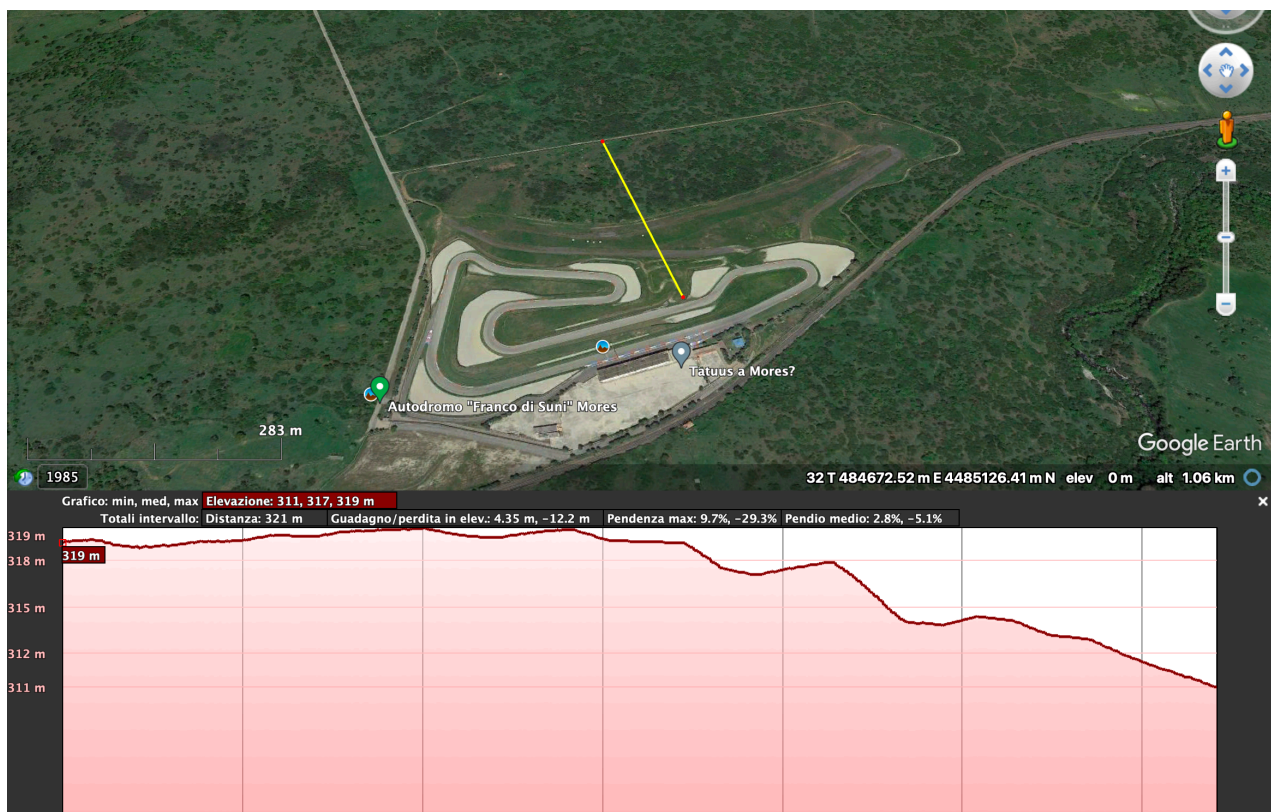 Tatuus a Mores?
Autodromo "Franco di Suni" Mores
283 m
Google Earth
1985
32 T 484672.52 m E 4485126.41 m N elev 0 m alt 1.06 km
Grafico: min, med, max Elevazione: 311, 317, 319 m
Totali intervallo: Distanza: 321 m Guadagno/perdita in elev.: 4.35 m, -12.2 m Pendenza max: 9.7%, -29.3% Pendio medio: 2.8%, -5.1%
319 m
319 m
318 m
315 m
312 m
311 m